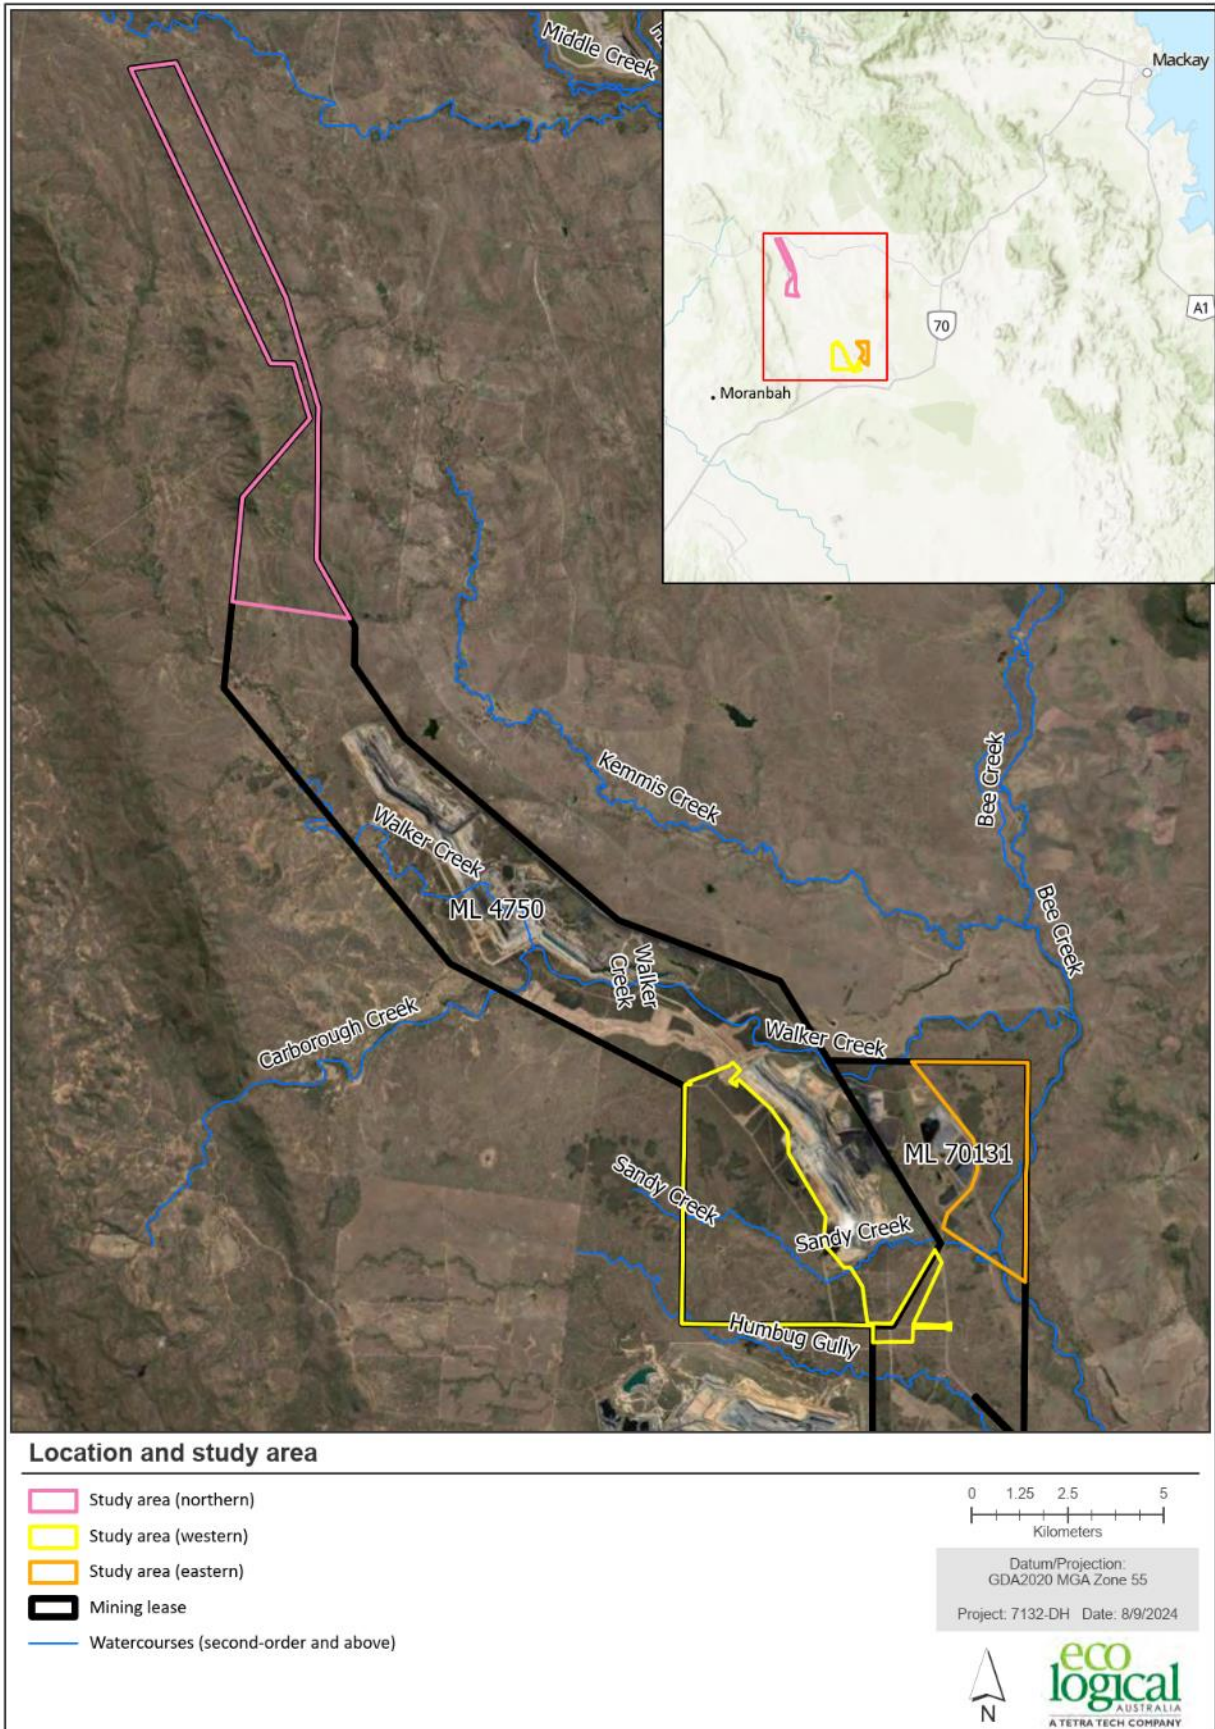 Middle Creek
Mackay
A1
70
Moranbah
Kemmis Creek
Bee Creek
Bee Creek
Walker Creek
ML 4750
Walker
Creek
Carborough Creek
Walker Creek
ML 70131
Sandy Creek
Sandy Creek
Humbug Gully
Location and study area
Study area (northern)
Study area (western)
Study area (eastern)
Mining lease
Watercourses (second-order and above)
0 1.25 2.5 5
Kilometers
Datum/Projection:
GDA2020 MGA Zone 55
Project: 7132-DH Date: 8/9/2024
N
eco
logical
AUSTRALIA
A TETRA TECH COMPANY